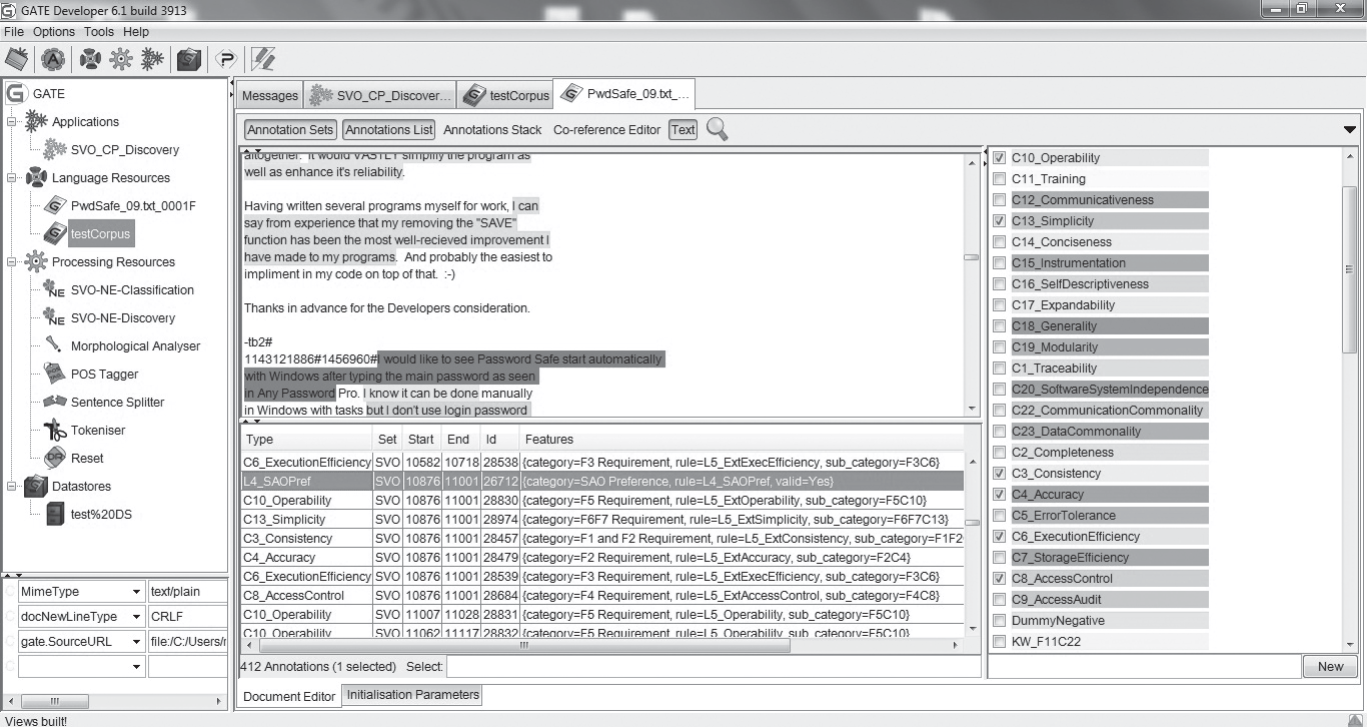 GATE Developer 6.1 build 3913
File Options Tools Help
GATE
Applications
SVO_CP_Discovery
Language Resources
PwdSafe_09.txt_0001F
testCorpus
Processing Resources
SVO-NE-Classification
SVO-NE-Discovery
Morphological Analyser
POS Tagger
Sentence Splitter
Tokeniser
Reset
Datastores
test%20DS
C MimeType text/plain
C docNewLineType CRLF
C gate.SourceURL file:/C:/Users/r
C
Messages SVO_CP_Discover... testCorpus PwdSafe_09.txt_...
Annotation Sets Annotations List Annotations Stack Co-reference Editor Text
altogether. It would VASTLY simplify the program as
well as enhance it's reliability.
Having written several programs myself for work, I can
say from experience that my removing the "SAVE"
function has been the most well-recieved improvement I
have made to my programs. And probably the easiest to
impliment in my code on top of that. :-)
Thanks in advance for the Developers consideration.
-tb2#
1143121886#1456960#I would like to see Password Safe start automatically
with Windows after typing the main password as seen
in Any Password Pro. I know it can be done manually
in Windows with tasks but I don't use login password
Type Set Start End Id Features
C6_ExecutionEfficiency SVO 10582 10718 28538 {category=F3 Requirement, rule=L5_ExtExecEfficiency, sub_category=F3C6}
L4_SAOPref SVO 10876 11001 26712 {category=SAO Preference, rule=L4_SAOPref, valid=Yes}
C10_Operability SVO 10876 11001 28830 {category=F5 Requirement, rule=L5_ExtOperability, sub_category=F5C10}
C13_Simplicity SVO 10876 11001 28974 {category=F6F7 Requirement, rule=L5_ExtSimplicity, sub_category=F6F7C13}
C3_Consistency SVO 10876 11001 28457 {category=F1 and F2 Requirement, rule=L5_ExtConsistency, sub_category=F1F2
C4_Accuracy SVO 10876 11001 28479 {category=F2 Requirement, rule=L5_ExtAccuracy, sub_category=F2C4}
C6_ExecutionEfficiency SVO 10876 11001 28539 {category=F3 Requirement, rule=L5_ExtExecEfficiency, sub_category=F3C6}
C8_AccessControl SVO 10876 11001 28684 {category=F4 Requirement, rule=L5_ExtAccessControl, sub_category=F4C8}
C10_Operability SVO 11007 11028 28831 {category=F5 Requirement, rule=L5_Operability, sub_category=F5C10}
C10_Operability SVO 11062 11117 28832 {category=F5 Requirement, rule=L5_Operability, sub_category=F5C10}
412 Annotations (1 selected) Select:
Document Editor Initialisation Parameters
C10_Operability
C11_Training
C12_Communicativeness
C13_Simplicity
C14_Conciseness
C15_Instrumentation
C16_SelfDescriptiveness
C17_Expandability
C18_Generality
C19_Modularity
C1_Traceability
C20_SoftwareSystemIndependence
C22_CommunicationCommonality
C23_DataCommonality
C2_Completeness
C3_Consistency
C4_Accuracy
C5_ErrorTolerance
C6_ExecutionEfficiency
C7_StorageEfficiency
C8_AccessControl
C9_AccessAudit
DummyNegative
KW_F11C22
New
Views built!